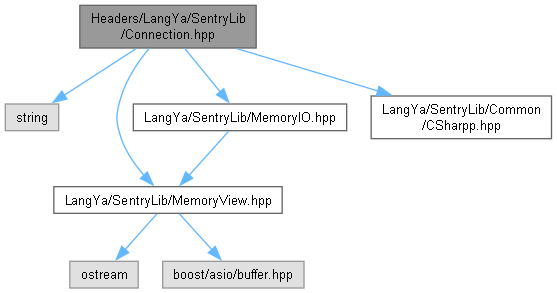 Headers/LangYa/SentryLib
/Connection.hpp
string
LangYa/SentryLib/MemoryIO.hpp
LangYa/SentryLib/Common
/CSharpp.hpp
LangYa/SentryLib/MemoryView.hpp
ostream
boost/asio/buffer.hpp